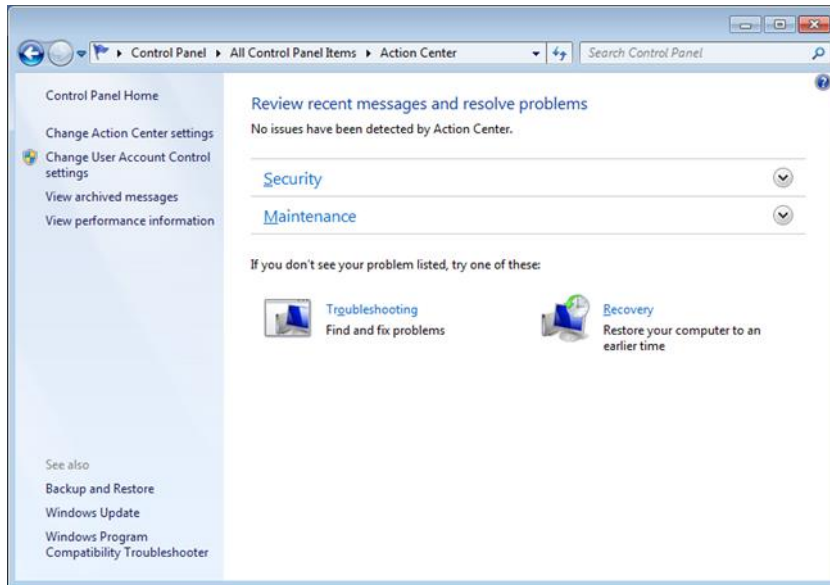 Control Panel ▸ All Control Panel Items ▸ Action Center
Search Control Panel
Control Panel Home
Change Action Center settings
Change User Account Control
settings
View archived messages
View performance information
See also
Backup and Restore
Windows Update
Windows Program
Compatibility Troubleshooter
Review recent messages and resolve problems
No issues have been detected by Action Center.
Security
Maintenance
If you don't see your problem listed, try one of these:
Troubleshooting
Find and fix problems
Recovery
Restore your computer to an
earlier time